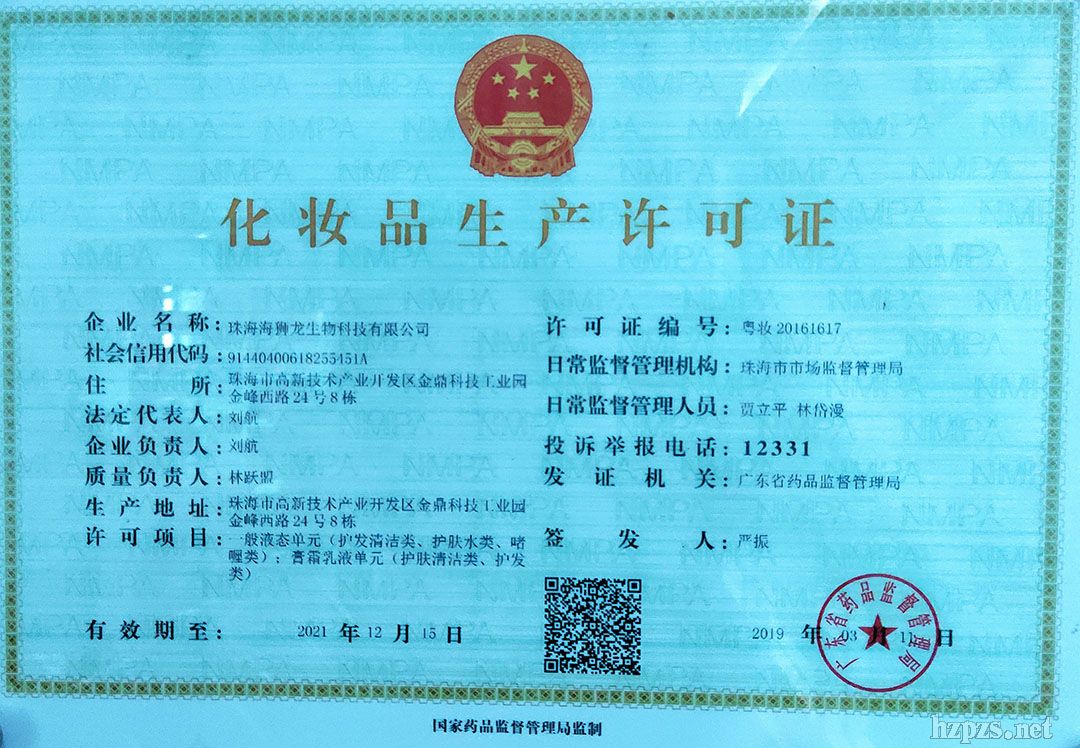 化妆品生产许可证
企业名称：珠海海狮龙生物科技有限公司
社会信用代码：91440400618255451A
住所：珠海市高新技术产业开发区金鼎科技工业园
金峰西路24号8栋
法定代表人：刘航
企业负责人：刘航
质量负责人：林跃盟
生产地址：珠海市高新技术产业开发区金鼎科技工业园
金峰西路24号8栋
许可项目：一般液态单元（护发清洁类、护肤水类、啫
喱类）；膏霜乳液单元（护肤清洁类、护发
类）
有效期至：2021年12月15日
许可证编号：粤妆20161617
日常监督管理机构：珠海市市场监督管理局
日常监督管理人员：贾立平 林岱漫
投诉举报电话：12331
发证机关：广东省药品监督管理局
签发人：严振
2019年03月11日
广东省药品监督管理局
国家药品监督管理局监制
hzpzs.net